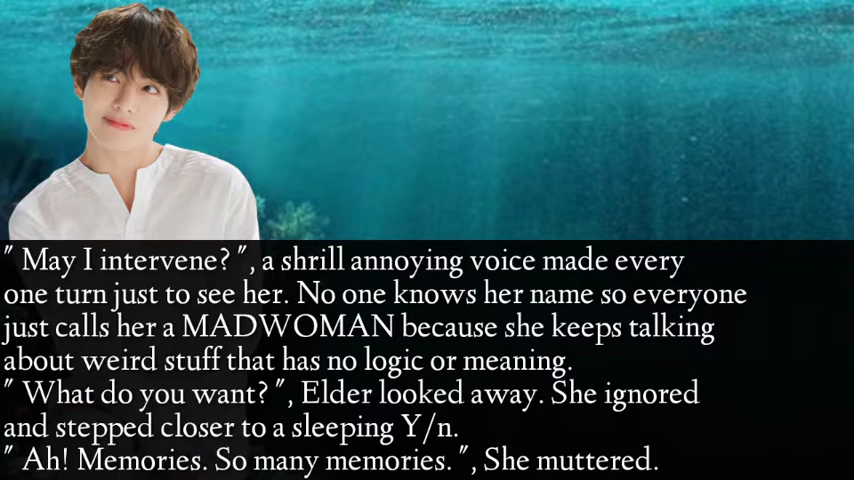 " May I intervene? ", a shrill annoying voice made every
one turn just to see her. No one knows her name so everyone
just calls her a MADWOMAN because she keeps talking
about weird stuff that has no logic or meaning.
" What do you want? ", Elder looked away. She ignored
and stepped closer to a sleeping Y/n.
" Ah! Memories. So many memories. ", She muttered.